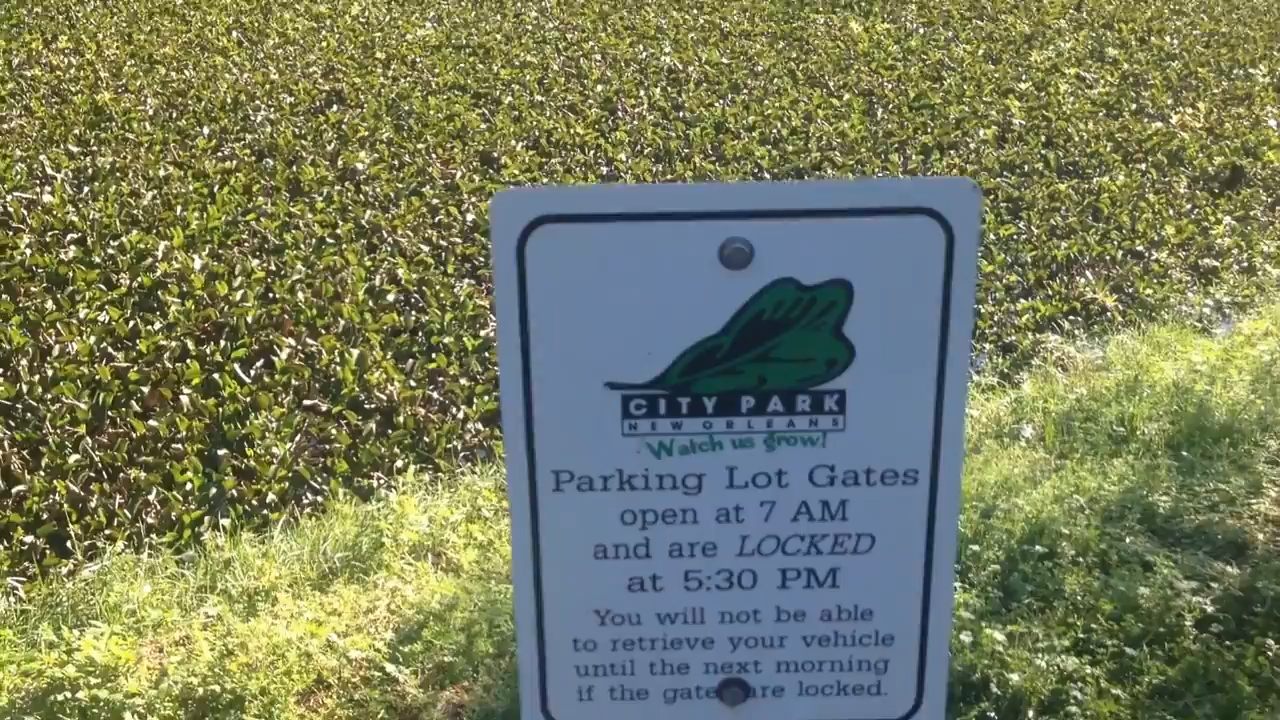 CITY PARK
NEW ORLEANS
Watch us grow!
Parking Lot Gates
open at 7 AM
and are LOCKED
at 5:30 PM
You will not be able
to retrieve your vehicle
until the next morning
if the gates are locked.